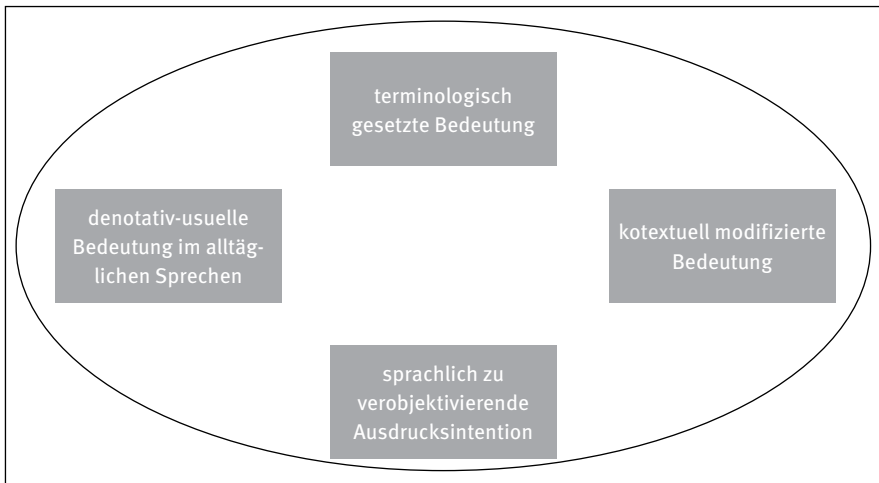 terminologisch
gesetzte Bedeutung
denotativ-usuelle
Bedeutung im alltäg-
lichen Sprechen
kotextuell modifizierte
Bedeutung
sprachlich zu
verobjektivierende
Ausdrucksintention